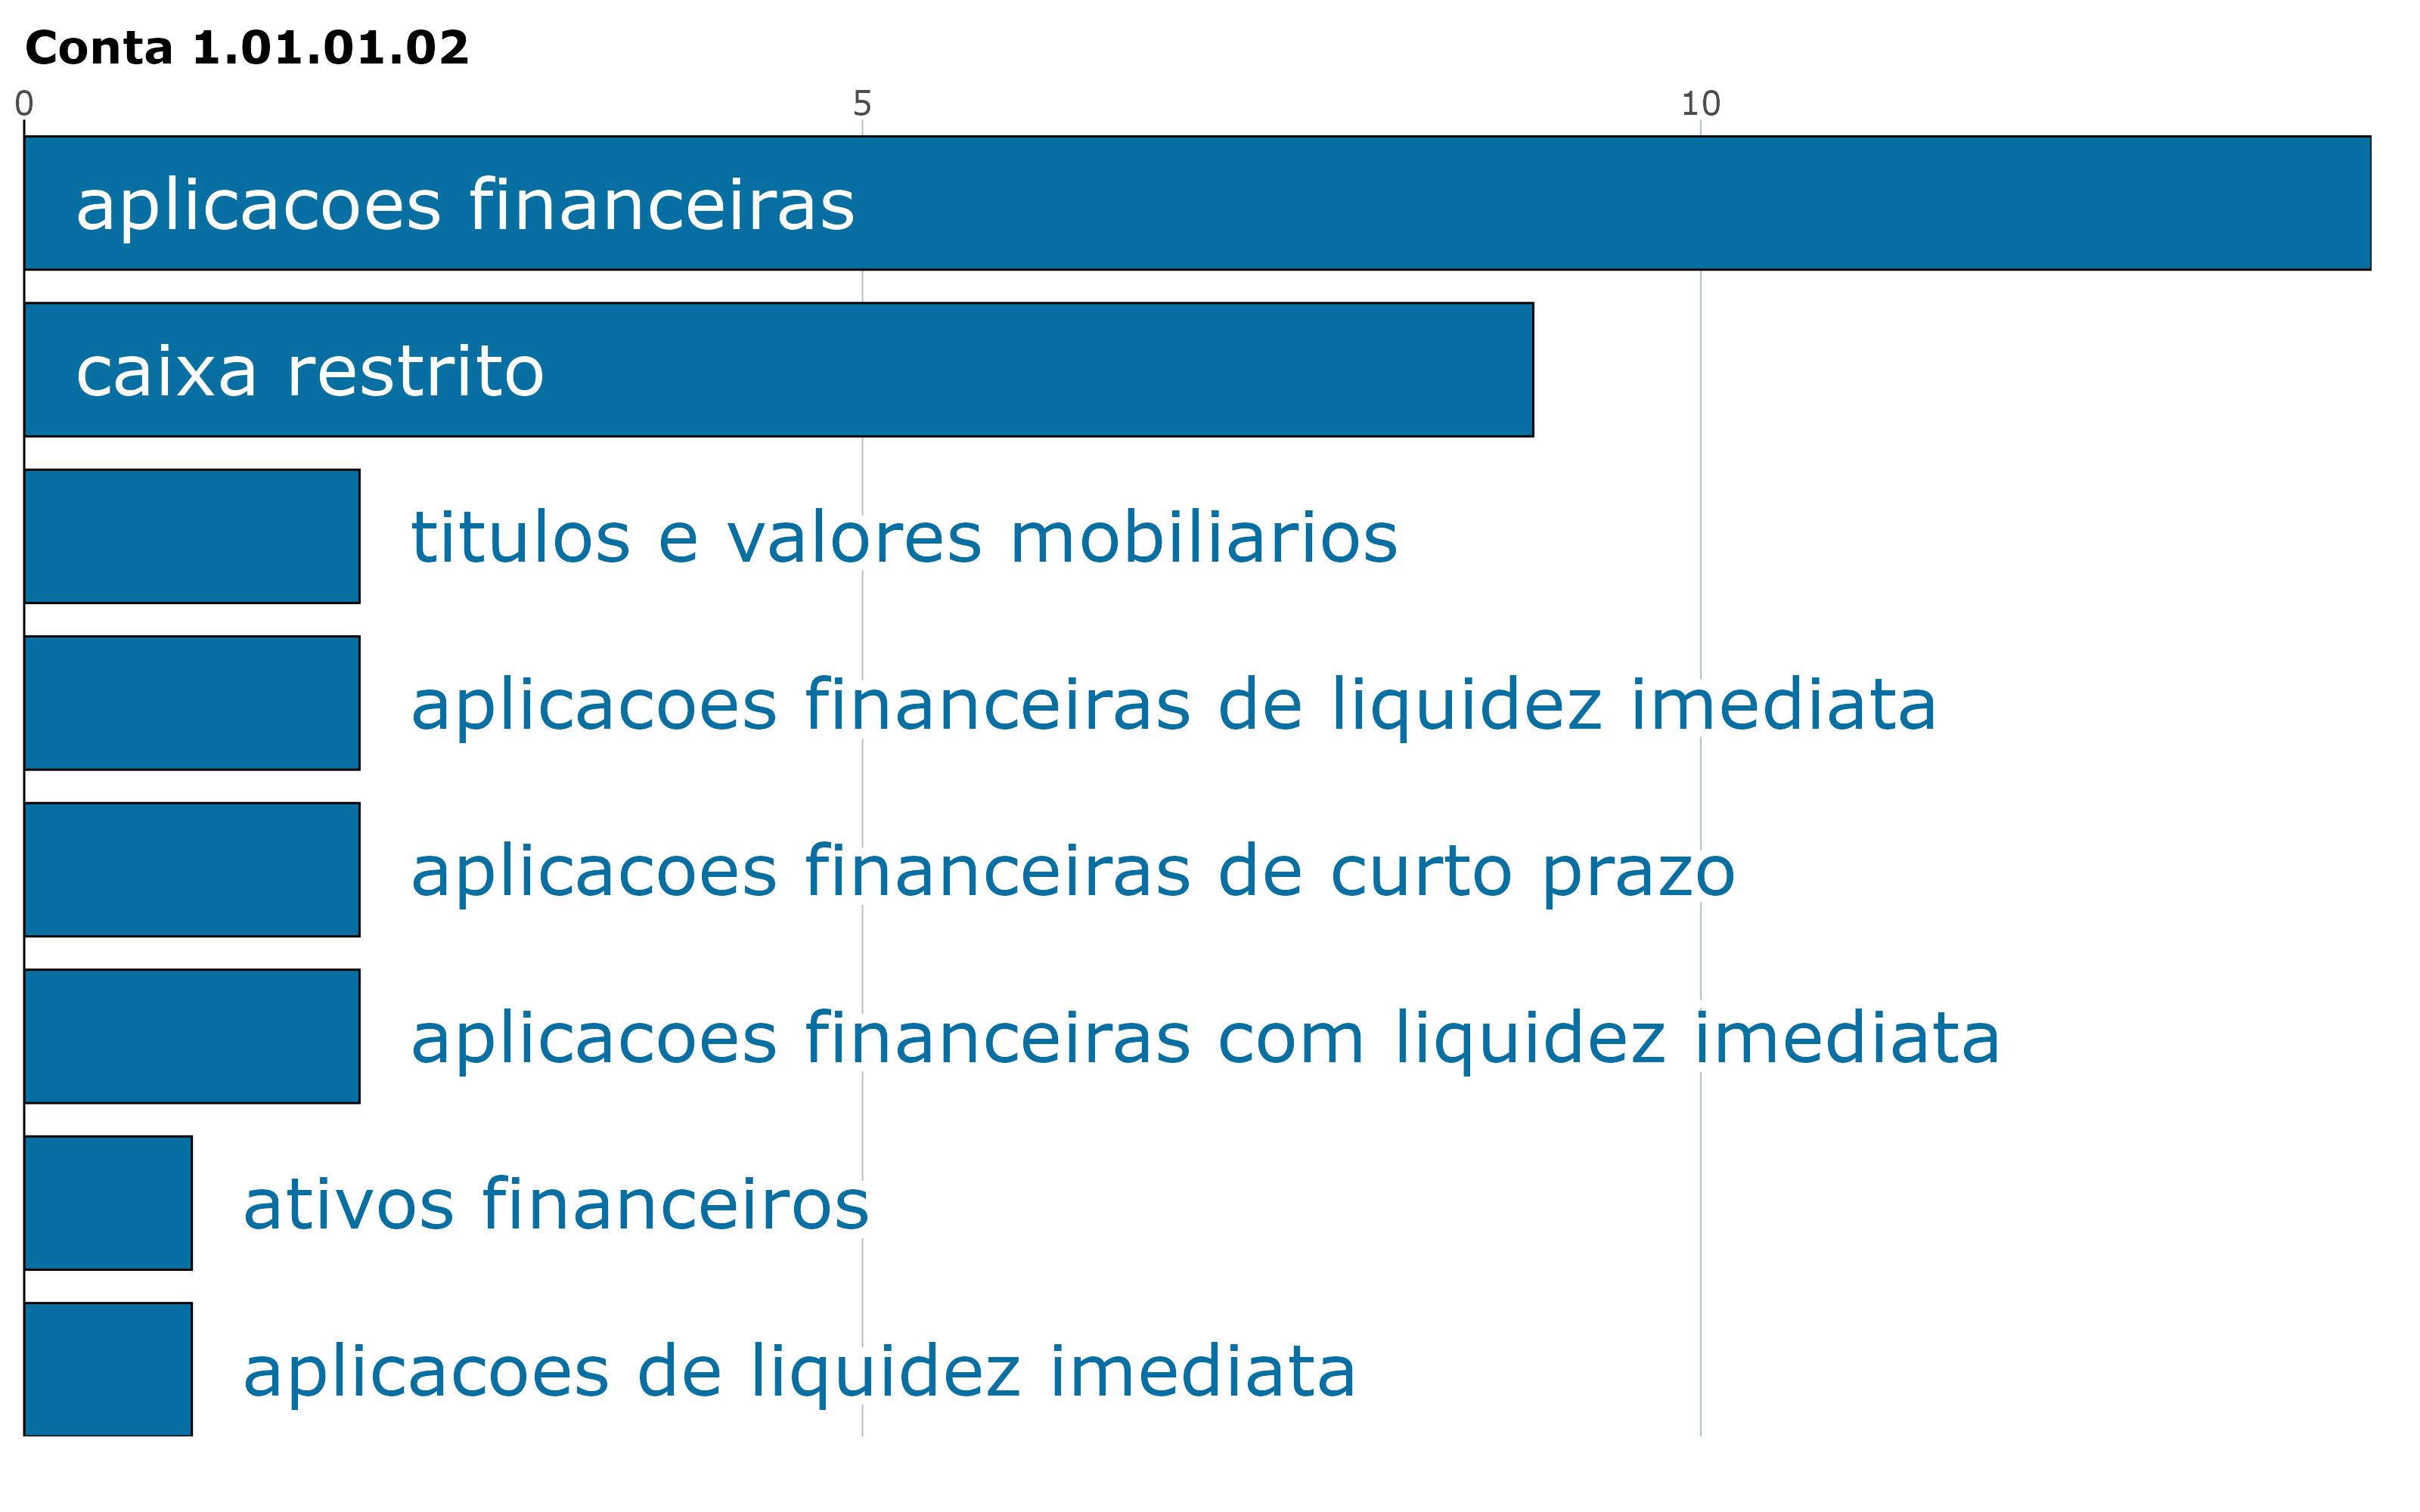 Conta 1.01.01.02
0 5 10
aplicacoes financeiras
caixa restrito
titulos e valores mobiliarios
aplicacoes financeiras de liquidez imediata
aplicacoes financeiras de curto prazo
aplicacoes financeiras com liquidez imediata
ativos financeiros
aplicacoes de liquidez imediata